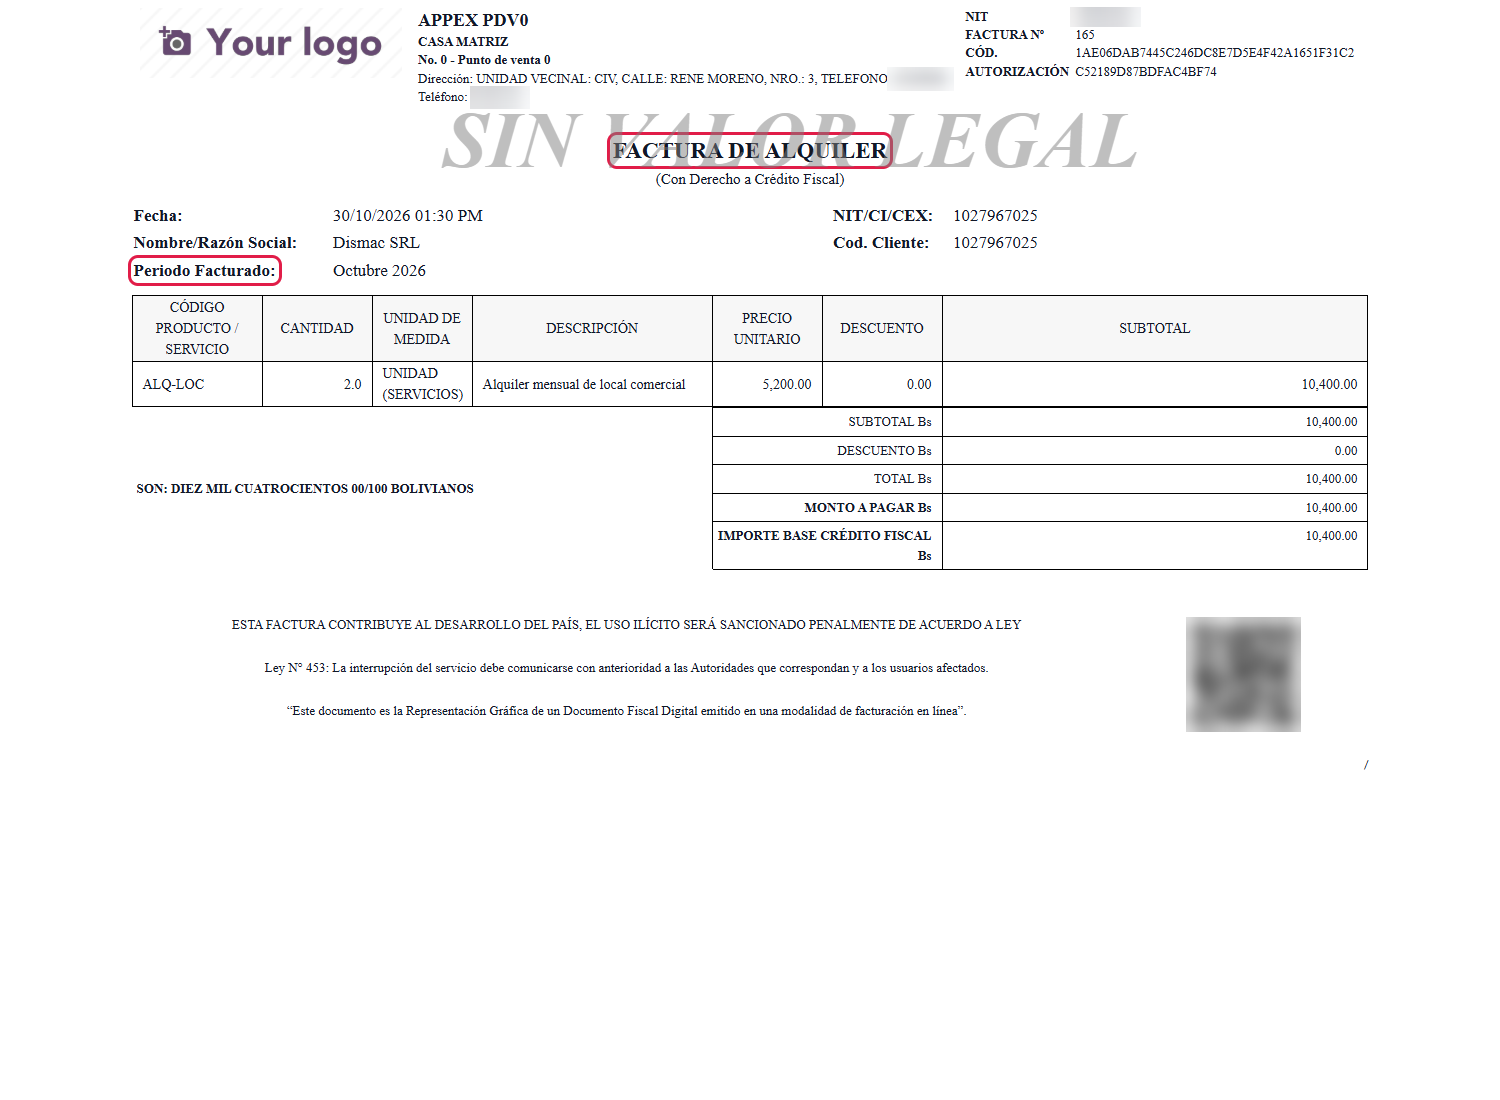 Your logo
APPEX PDV0
CASA MATRIZ
No. 0 - Punto de venta 0
Dirección: UNIDAD VECINAL: CIV, CALLE: RENE MORENO, NRO.: 3, TELEFONO
Teléfono:
NIT
FACTURA Nº 165
CÓD. 1AE06DAB7445C246DC8E7D5E4F42A1651F31C2
AUTORIZACIÓN C52189D87BDFAC4BF74
SIN VALOR LEGAL
FACTURA DE ALQUILER
(Con Derecho a Crédito Fiscal)
Fecha: 30/10/2026 01:30 PM NIT/CI/CEX: 1027967025
Nombre/Razón Social: Dismac SRL Cod. Cliente: 1027967025
Periodo Facturado: Octubre 2026
CÓDIGO PRODUCTO / SERVICIO CANTIDAD UNIDAD DE MEDIDA DESCRIPCIÓN PRECIO UNITARIO DESCUENTO SUBTOTAL
ALQ-LOC 2.0 UNIDAD (SERVICIOS) Alquiler mensual de local comercial 5,200.00 0.00 10,400.00
SUBTOTAL Bs 10,400.00
DESCUENTO Bs 0.00
TOTAL Bs 10,400.00
SON: DIEZ MIL CUATROCIENTOS 00/100 BOLIVIANOS
MONTO A PAGAR Bs 10,400.00
IMPORTE BASE CRÉDITO FISCAL Bs 10,400.00
ESTA FACTURA CONTRIBUYE AL DESARROLLO DEL PAÍS, EL USO ILÍCITO SERÁ SANCIONADO PENALMENTE DE ACUERDO A LEY
Ley N° 453: La interrupción del servicio debe comunicarse con anterioridad a las Autoridades que correspondan y a los usuarios afectados.
“Este documento es la Representación Gráfica de un Documento Fiscal Digital emitido en una modalidad de facturación en línea”.
/